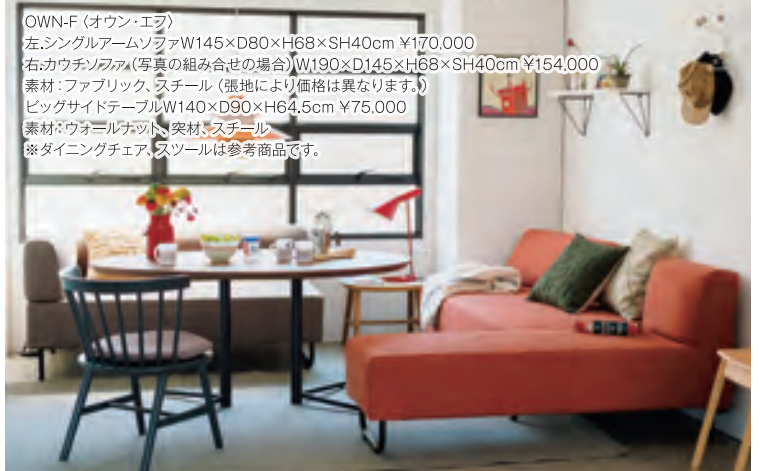 OWN-F〈オウン・エフ〉
左.シングルアームソファW145×D80×H68×SH40cm ¥170,000
右.カウチソファ（写真の組み合せの場合）W190×D145×H68×SH40cm ¥154,000
素材：ファブリック、スチール（張地により価格は異なります。）
ビッグサイドテーブルW140×D90×H64.5cm ¥75,000
素材：ウォールナット、突材、スチール
※ダイニングチェア、スツールは参考商品です。